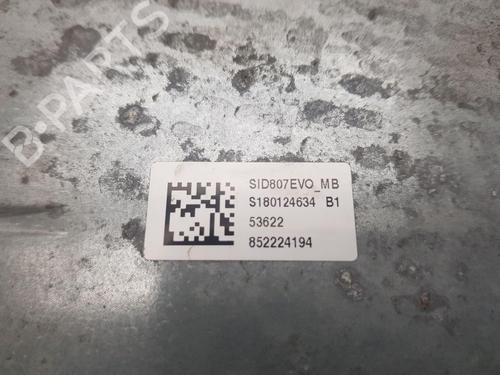 B-PARTS
SID807EVO_MB
S180124634 B1
53622
852224194